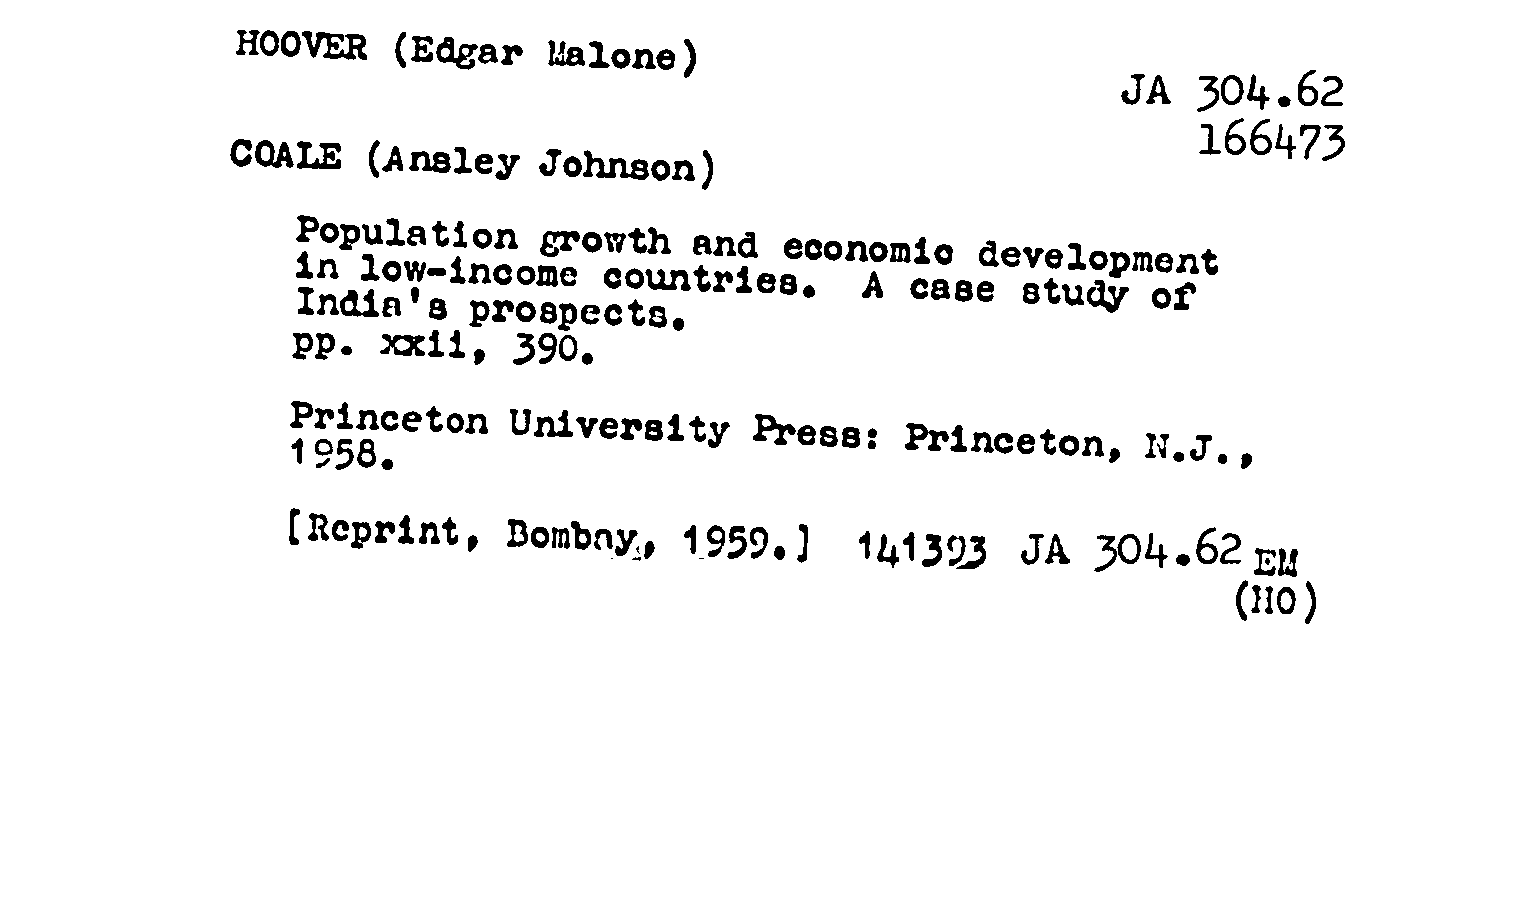 HOOVER (Edgar Malone)
JA 304.62
166473
COALE (Ansley Johnson)
Population growth and economic development
in low-income countries. A case study of
India's prospects.
pp. xxii, 390.
Princeton University Press: Princeton, N.J.,
1958.
[Reprint, Bombay, 1959.] 141393 JA 304.62 EM
(HO)